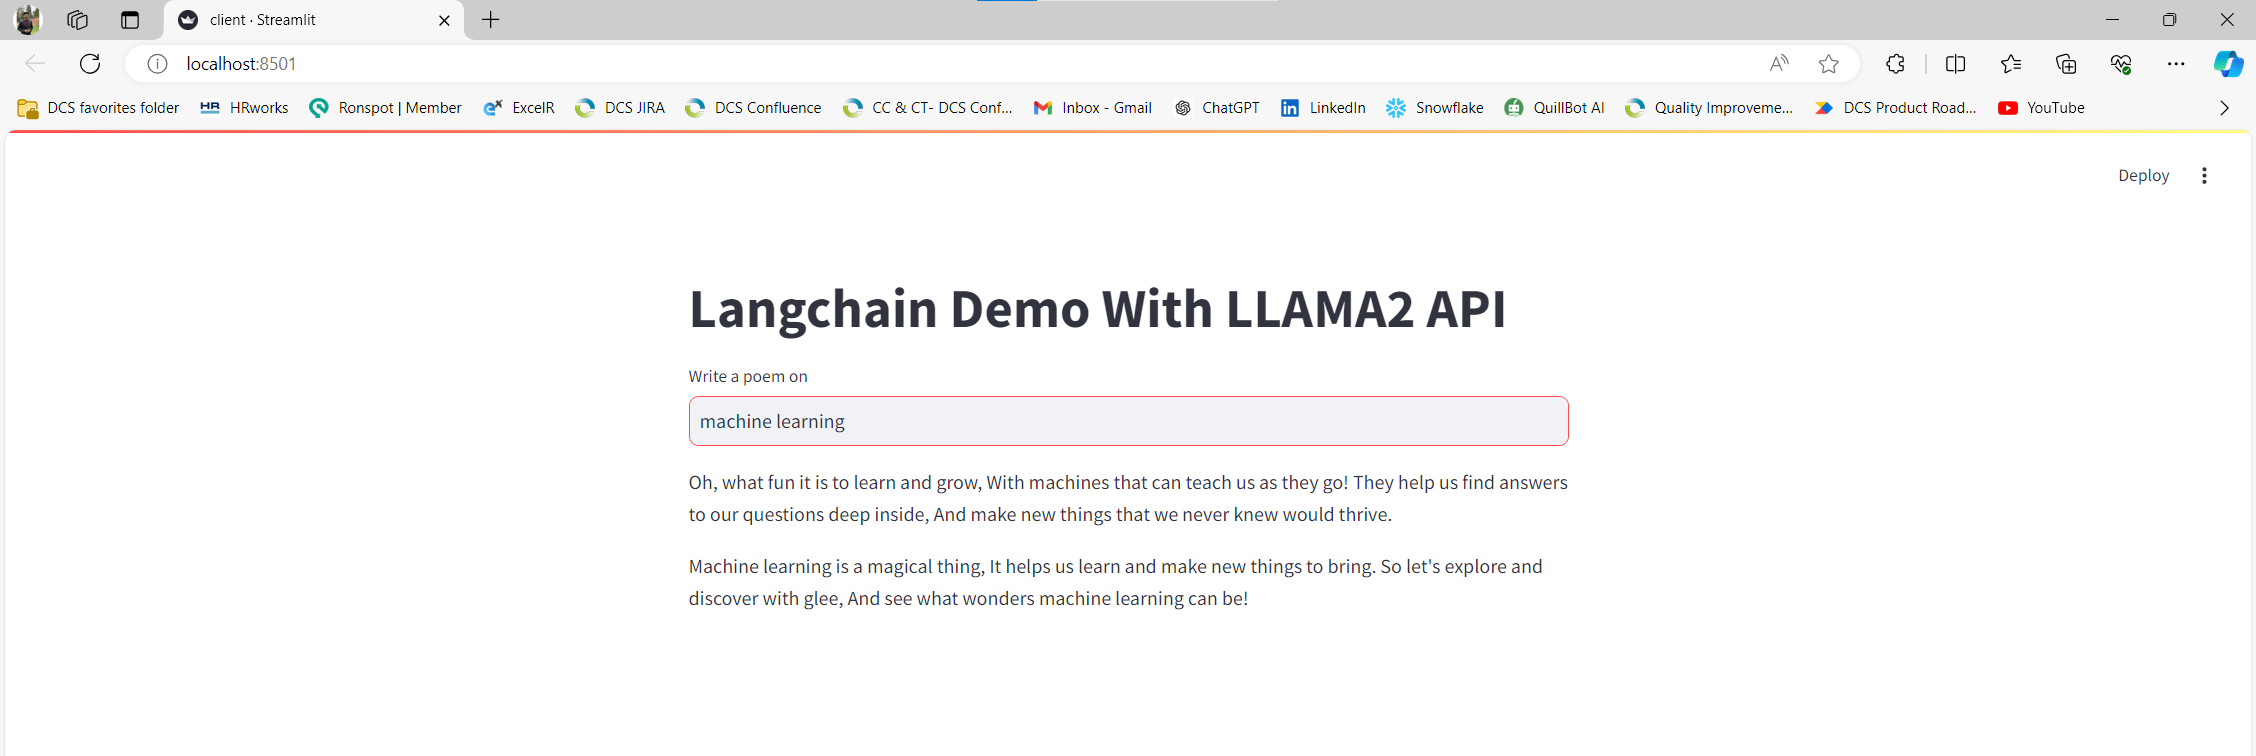 client · Streamlit
localhost:8501
DCS favorites folder HRworks Ronspot | Member ExcelR DCS JIRA DCS Confluence CC & CT- DCS Conf... Inbox - Gmail ChatGPT LinkedIn Snowflake QuillBot AI Quality Improveme... DCS Product Road... YouTube
Deploy
Langchain Demo With LLAMA2 API
Write a poem on
machine learning
Oh, what fun it is to learn and grow, With machines that can teach us as they go! They help us find answers
to our questions deep inside, And make new things that we never knew would thrive.
Machine learning is a magical thing, It helps us learn and make new things to bring. So let's explore and
discover with glee, And see what wonders machine learning can be!